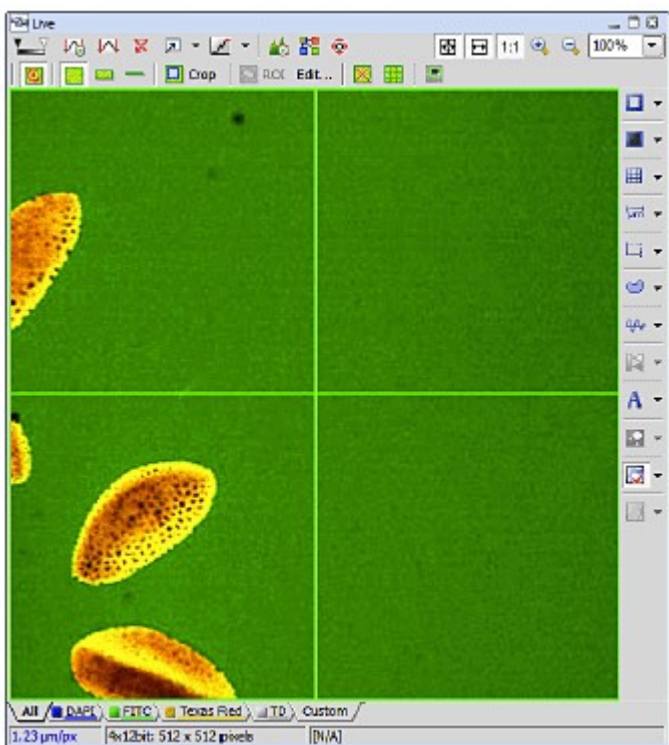 Live
1:1 100%
Crop ROI Edit...
A
All DAPI FITC Texas Red TD Custom
1.23 µm/px 4x12bit: 512 x 512 pixels [N/A]